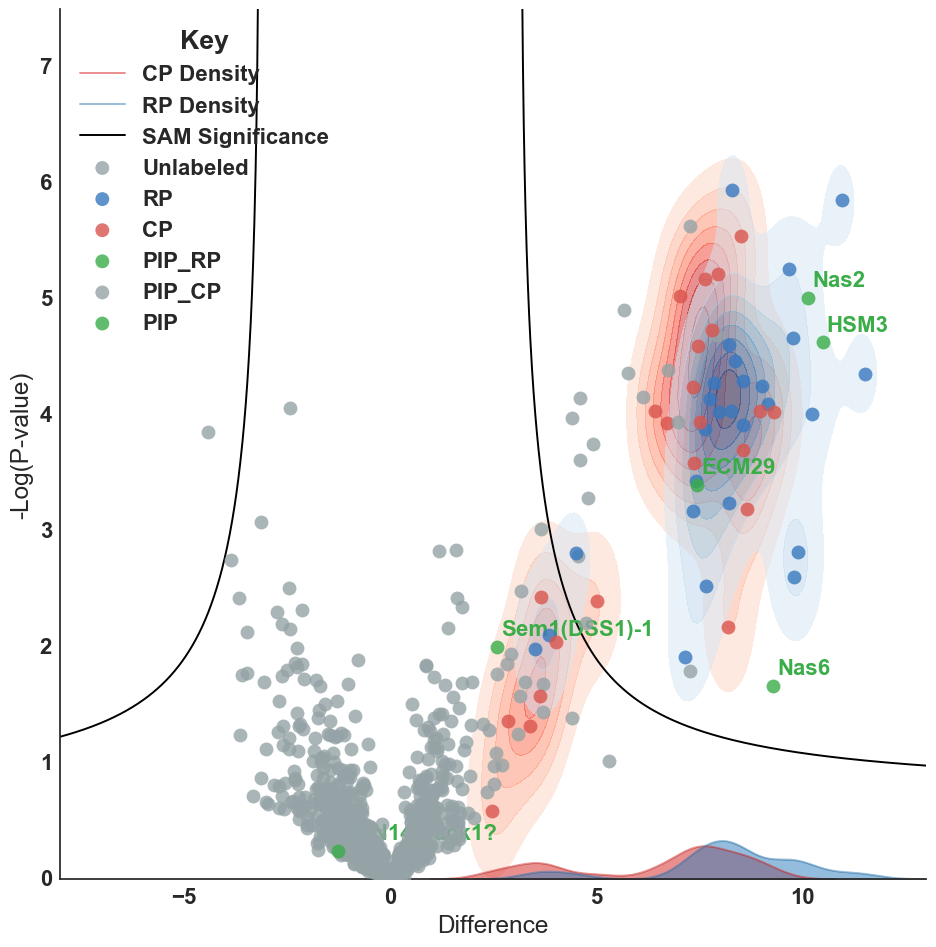 Key
CP Density
RP Density
SAM Significance
Unlabeled
RP
CP
PIP_RP
PIP_CP
PIP
Nas2
HSM3
ECM29
Sem1(DSS1)-1
Nas6
-Log(P-value)
7
6
5
4
3
2
1
0
−5
0
5
10
Difference